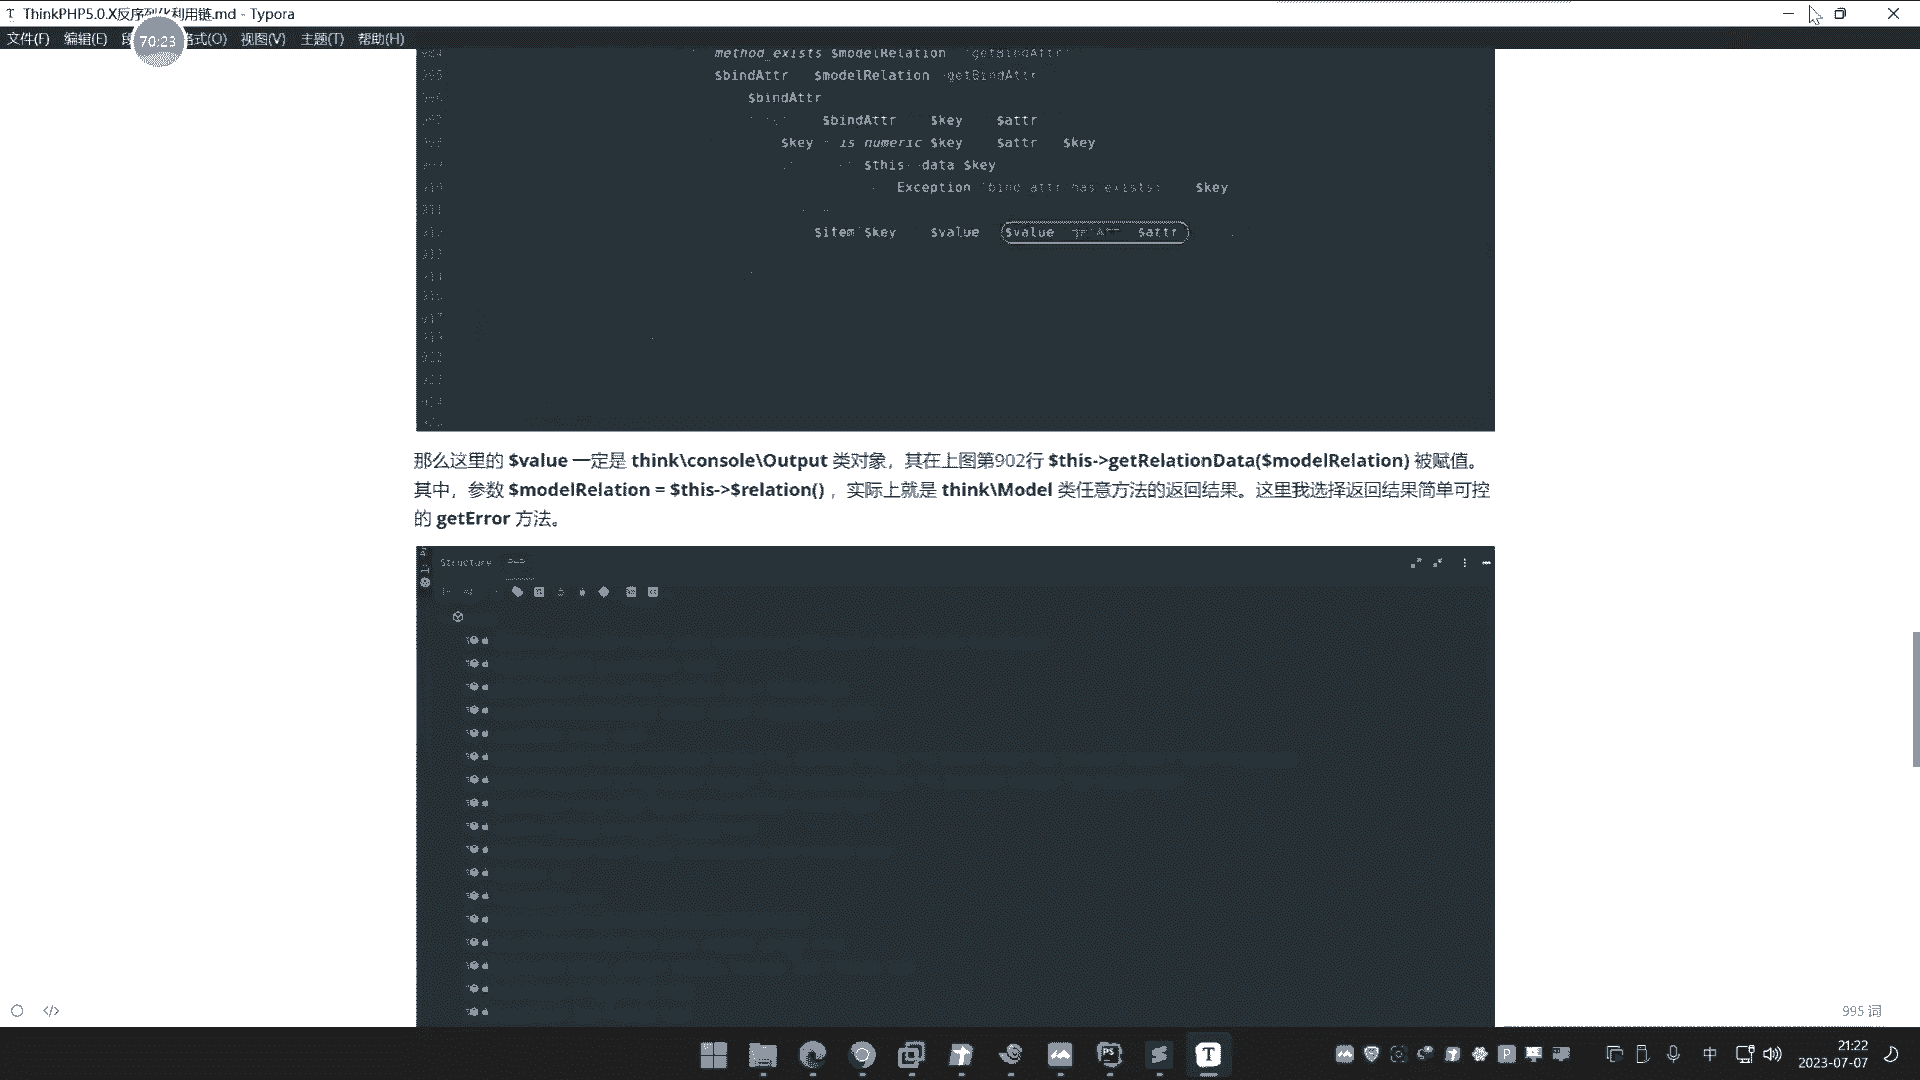 ThinkPHP5.0.X反序列化利用链.md - Typora
文件(F) 编辑(E) 段 格式(O) 视图(V) 主题(T) 帮助(H)
70:23
method_exists $modelRelation getBindAttr
$bindAttr $modelRelation getBindAttr
$bindAttr
$bindAttr $key $attr
$key is_numeric $key $attr $key
$this data $key
Exception bind attr has exists: $key
$item $key $value $value getAttr $attr
那么这里的 $value 一定是 think\console\Output 类对象，其在上图第902行 $this->getRelationData($modelRelation) 被赋值。
其中，参数 $modelRelation = $this->$relation() ，实际上就是 think\Model 类任意方法的返回结果。这里我选择返回结果简单可控
的 getError 方法。
Structure PHP
995 词
中
21:22
2023-07-07